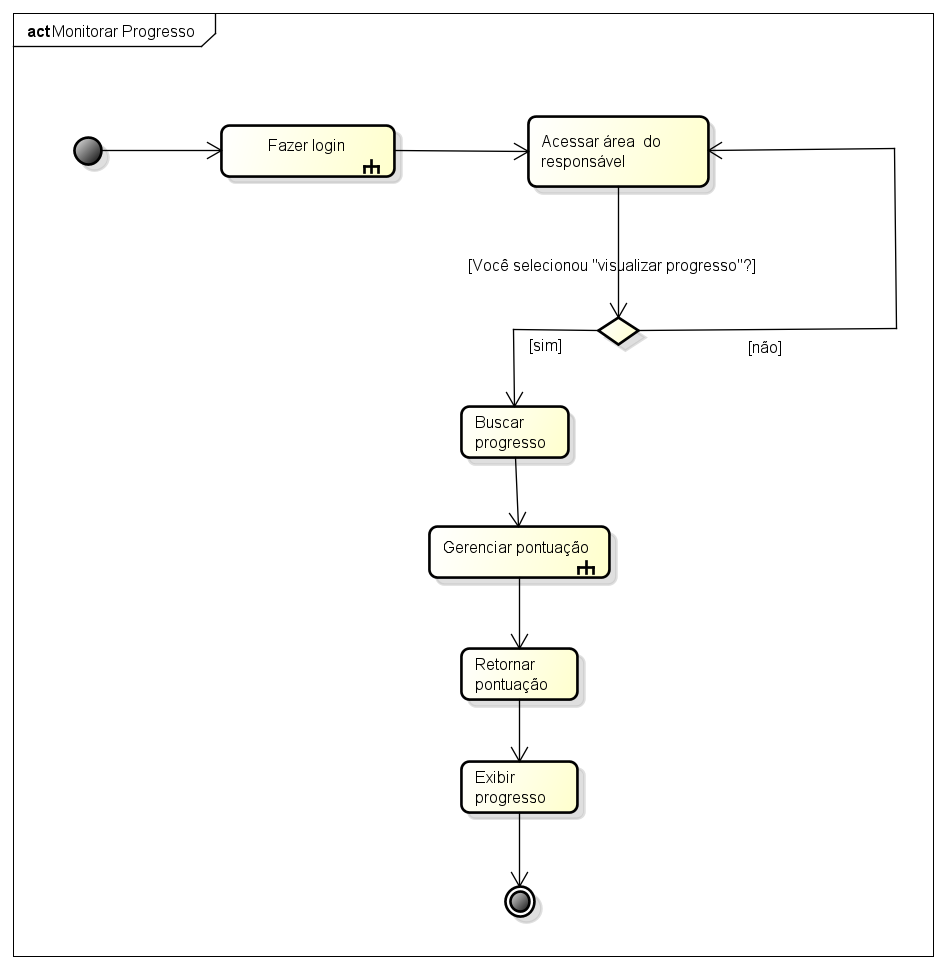 act Monitorar Progresso
Fazer login
Acessar área do
responsável
[Você selecionou "visualizar progresso"?]
[sim]
[não]
Buscar
progresso
Gerenciar pontuação
Retornar
pontuação
Exibir
progresso